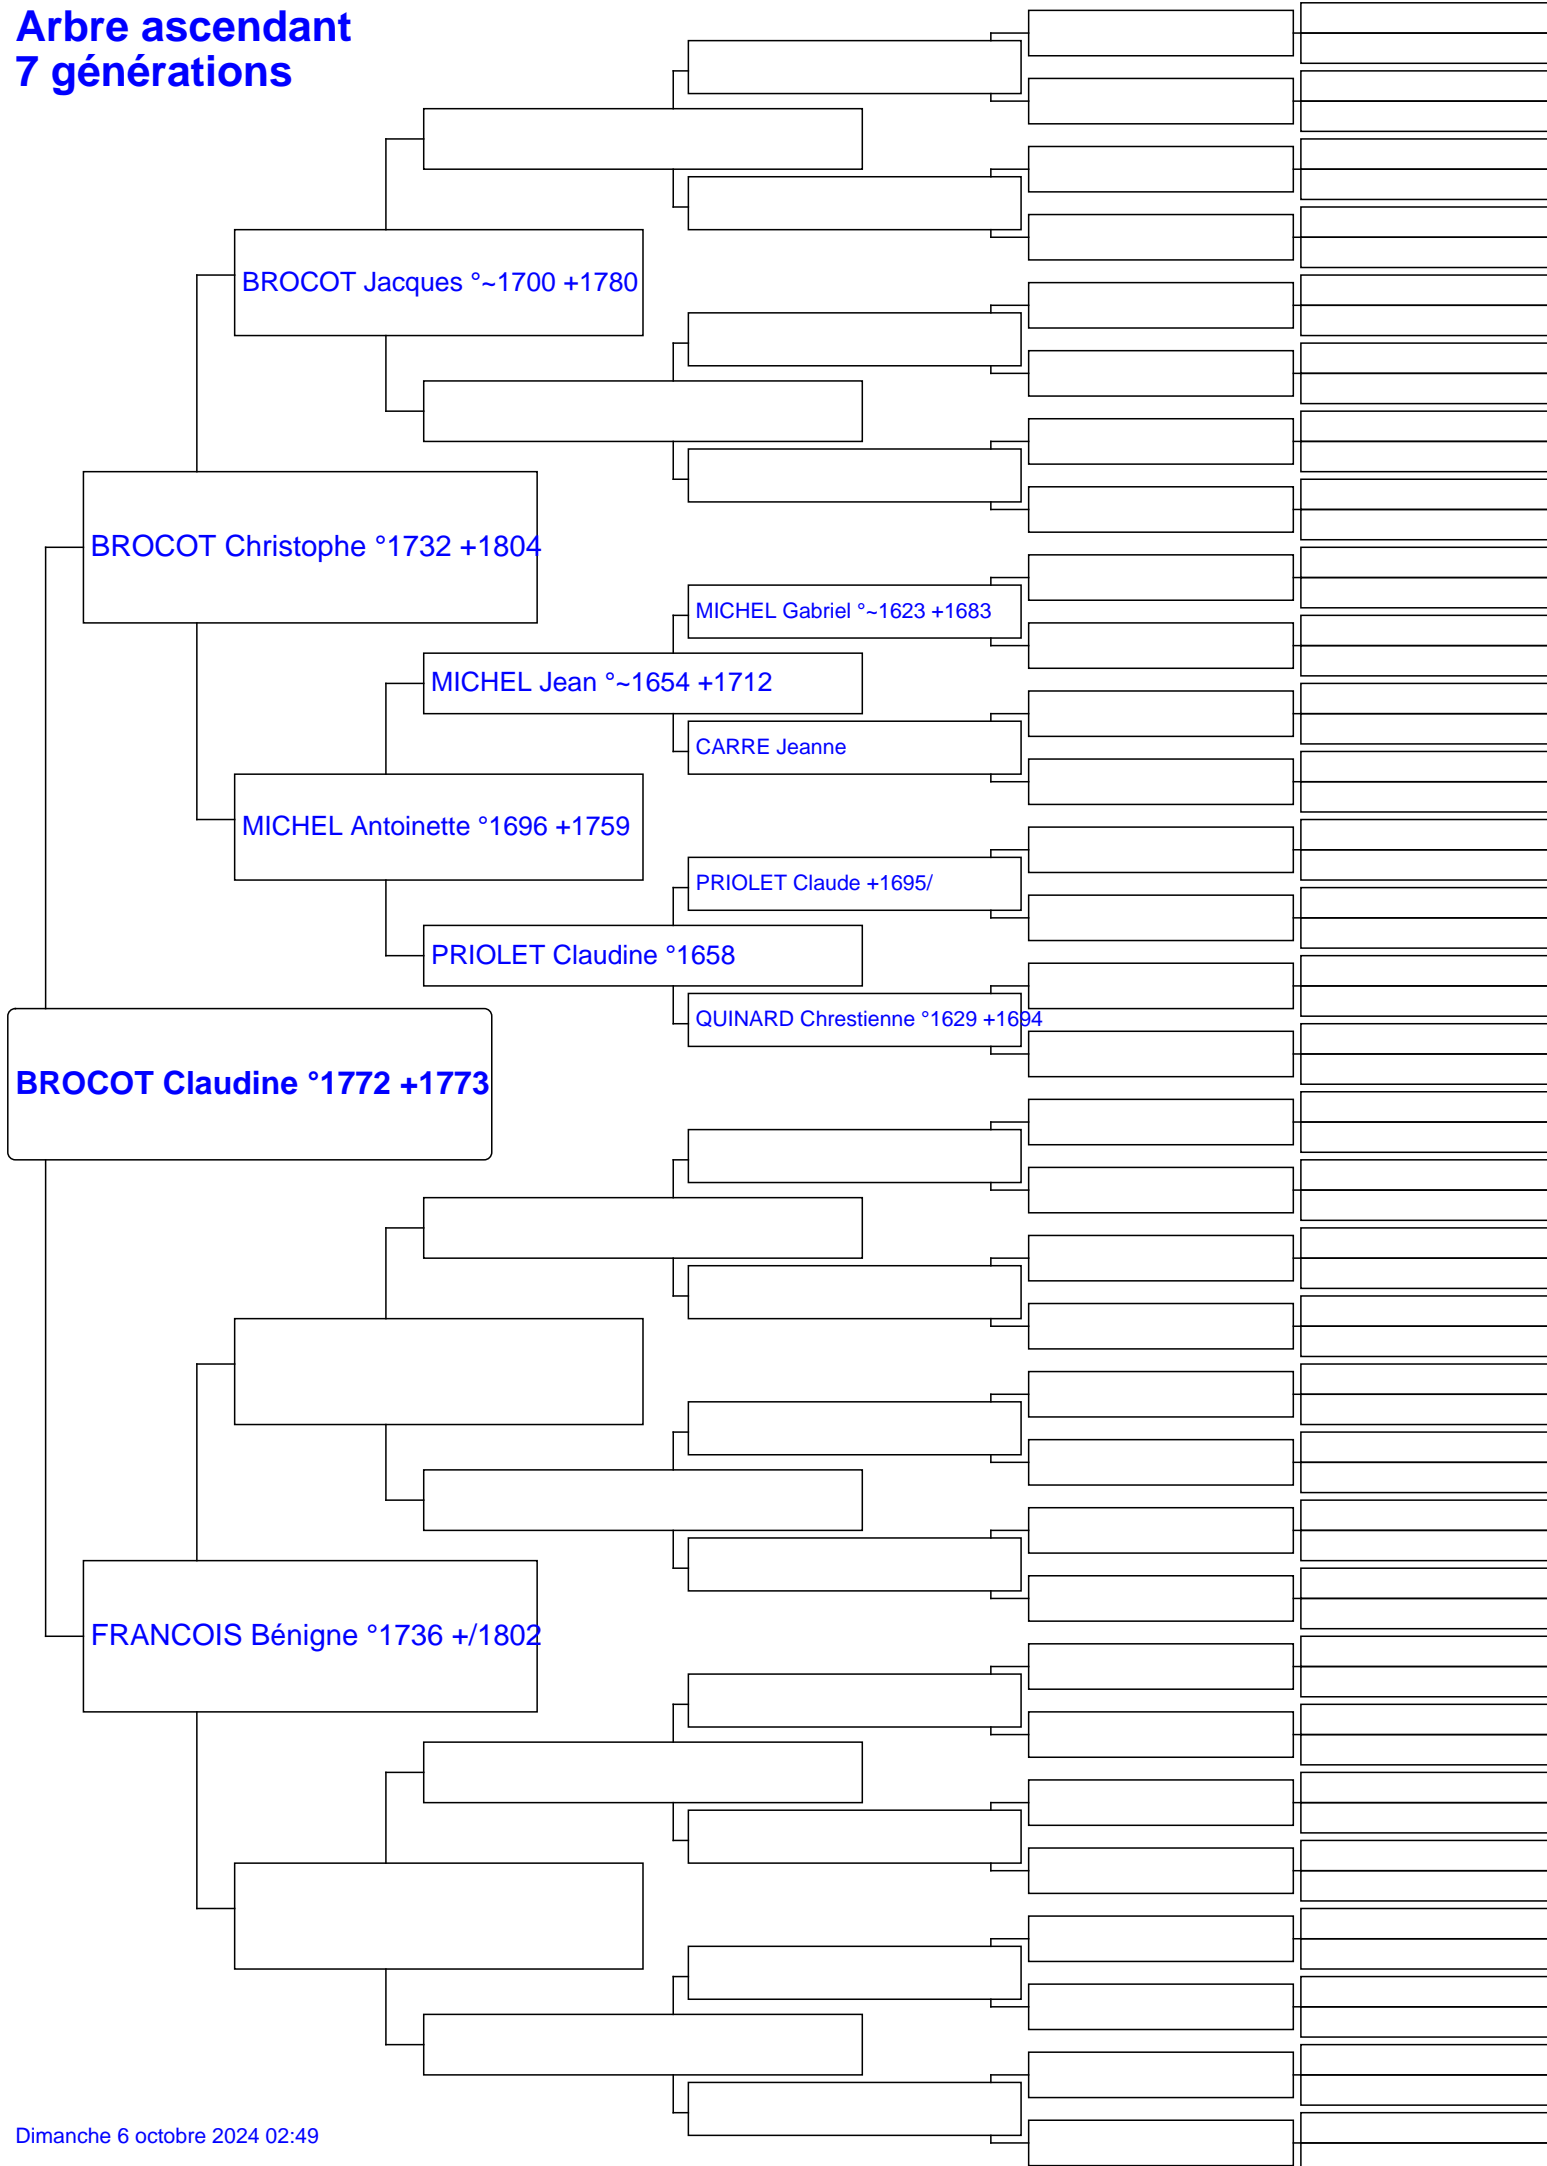 Arbre ascendant
7 générations
BROCOT Jacques °~1700 +1780
BROCOT Christophe °1732 +1804
MICHEL Gabriel °~1623 +1683
MICHEL Jean °~1654 +1712
CARRE Jeanne
MICHEL Antoinette °1696 +1759
PRIOLET Claude +1695/
PRIOLET Claudine °1658
QUINARD Chrestienne °1629 +1694
BROCOT Claudine °1772 +1773
FRANCOIS Bénigne °1736 +/1802
Dimanche 6 octobre 2024 02:49